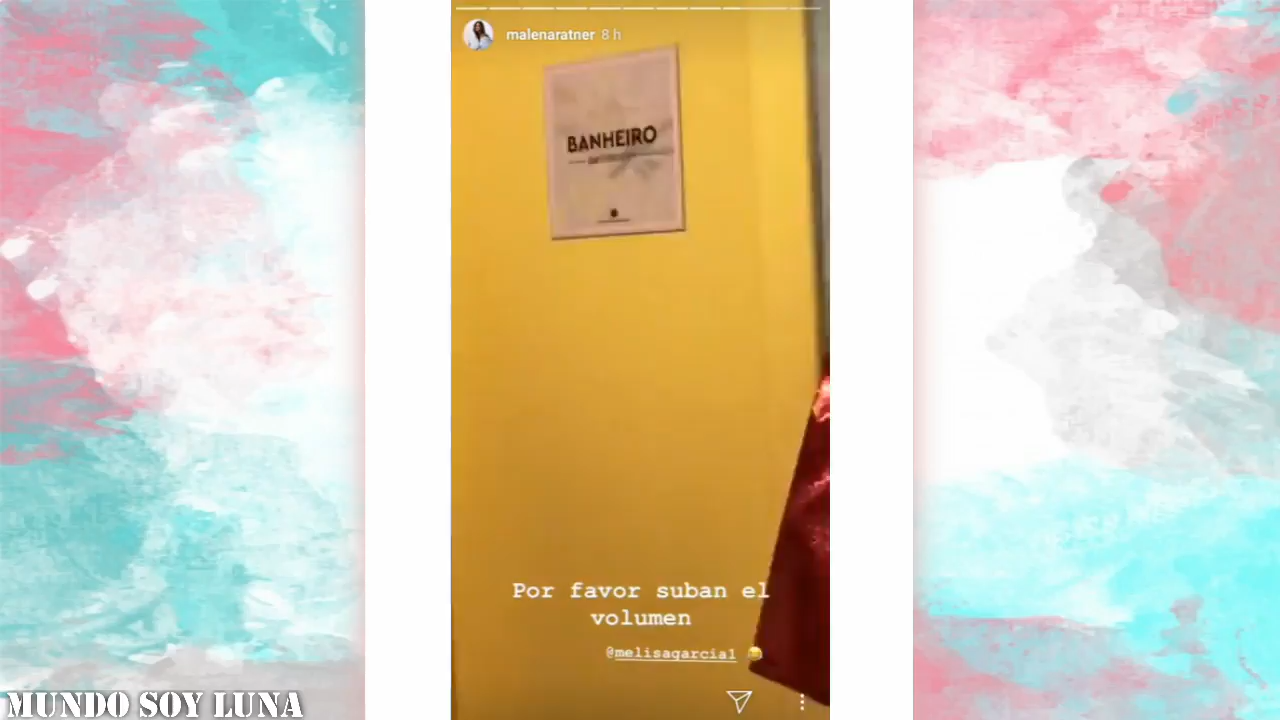 malenaratner 8 h
BANHEIRO
Por favor suban el
volumen
@melisagarcia1
MUNDO SOY LUNA